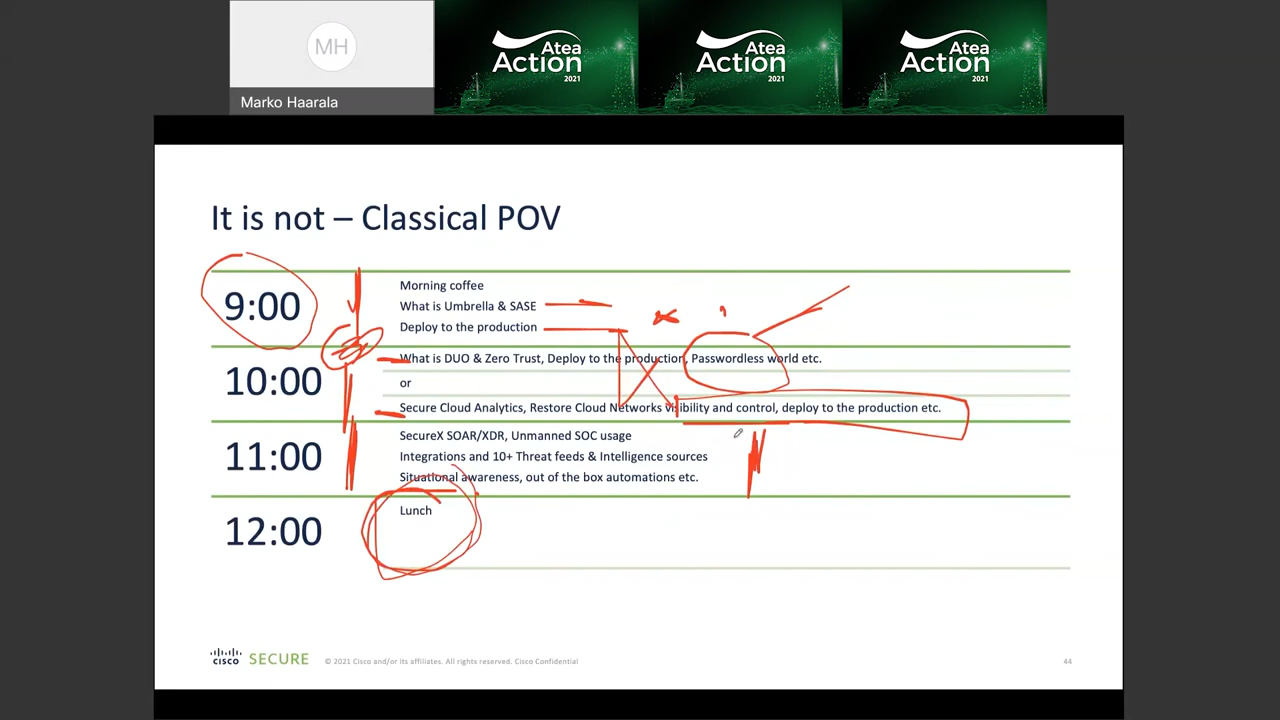 MH
Marko Haarala
Atea
Action
2021
Atea
Action
2021
Atea
Action
2021
It is not – Classical POV
9:00
Morning coffee
What is Umbrella & SASE
Deploy to the production
10:00
What is DUO & Zero Trust, Deploy to the production, Passwordless world etc.
or
Secure Cloud Analytics, Restore Cloud Networks visibility and control, deploy to the production etc.
11:00
SecureX SOAR/XDR, Unmanned SOC usage
Integrations and 10+ Threat feeds & Intelligence sources
Situational awareness, out of the box automations etc.
12:00
Lunch
CISCO SECURE
© 2021 Cisco and/or its affiliates. All rights reserved. Cisco Confidential
44